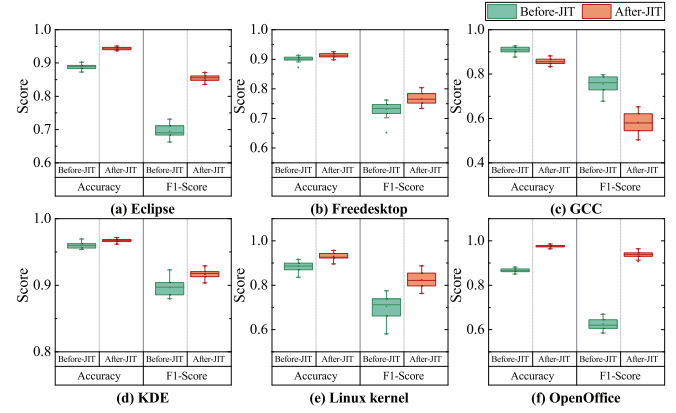 Before-JIT After-JIT
1.0
0.9
0.8
0.7
0.6
Score
Before-JIT After-JIT Before-JIT After-JIT
Accuracy F1-Score
(a) Eclipse
1.0
0.9
0.8
0.7
0.6
Score
Before-JIT After-JIT Before-JIT After-JIT
Accuracy F1-Score
(b) Freedesktop
1.0
0.8
0.6
0.4
Score
Before-JIT After-JIT Before-JIT After-JIT
Accuracy F1-Score
(c) GCC
1.0
0.9
0.8
Score
Before-JIT After-JIT Before-JIT After-JIT
Accuracy F1-Score
(d) KDE
1.0
0.8
0.6
Score
Before-JIT After-JIT Before-JIT After-JIT
Accuracy F1-Score
(e) Linux kernel
1.0
0.8
0.6
Score
Before-JIT After-JIT Before-JIT After-JIT
Accuracy F1-Score
(f) OpenOffice